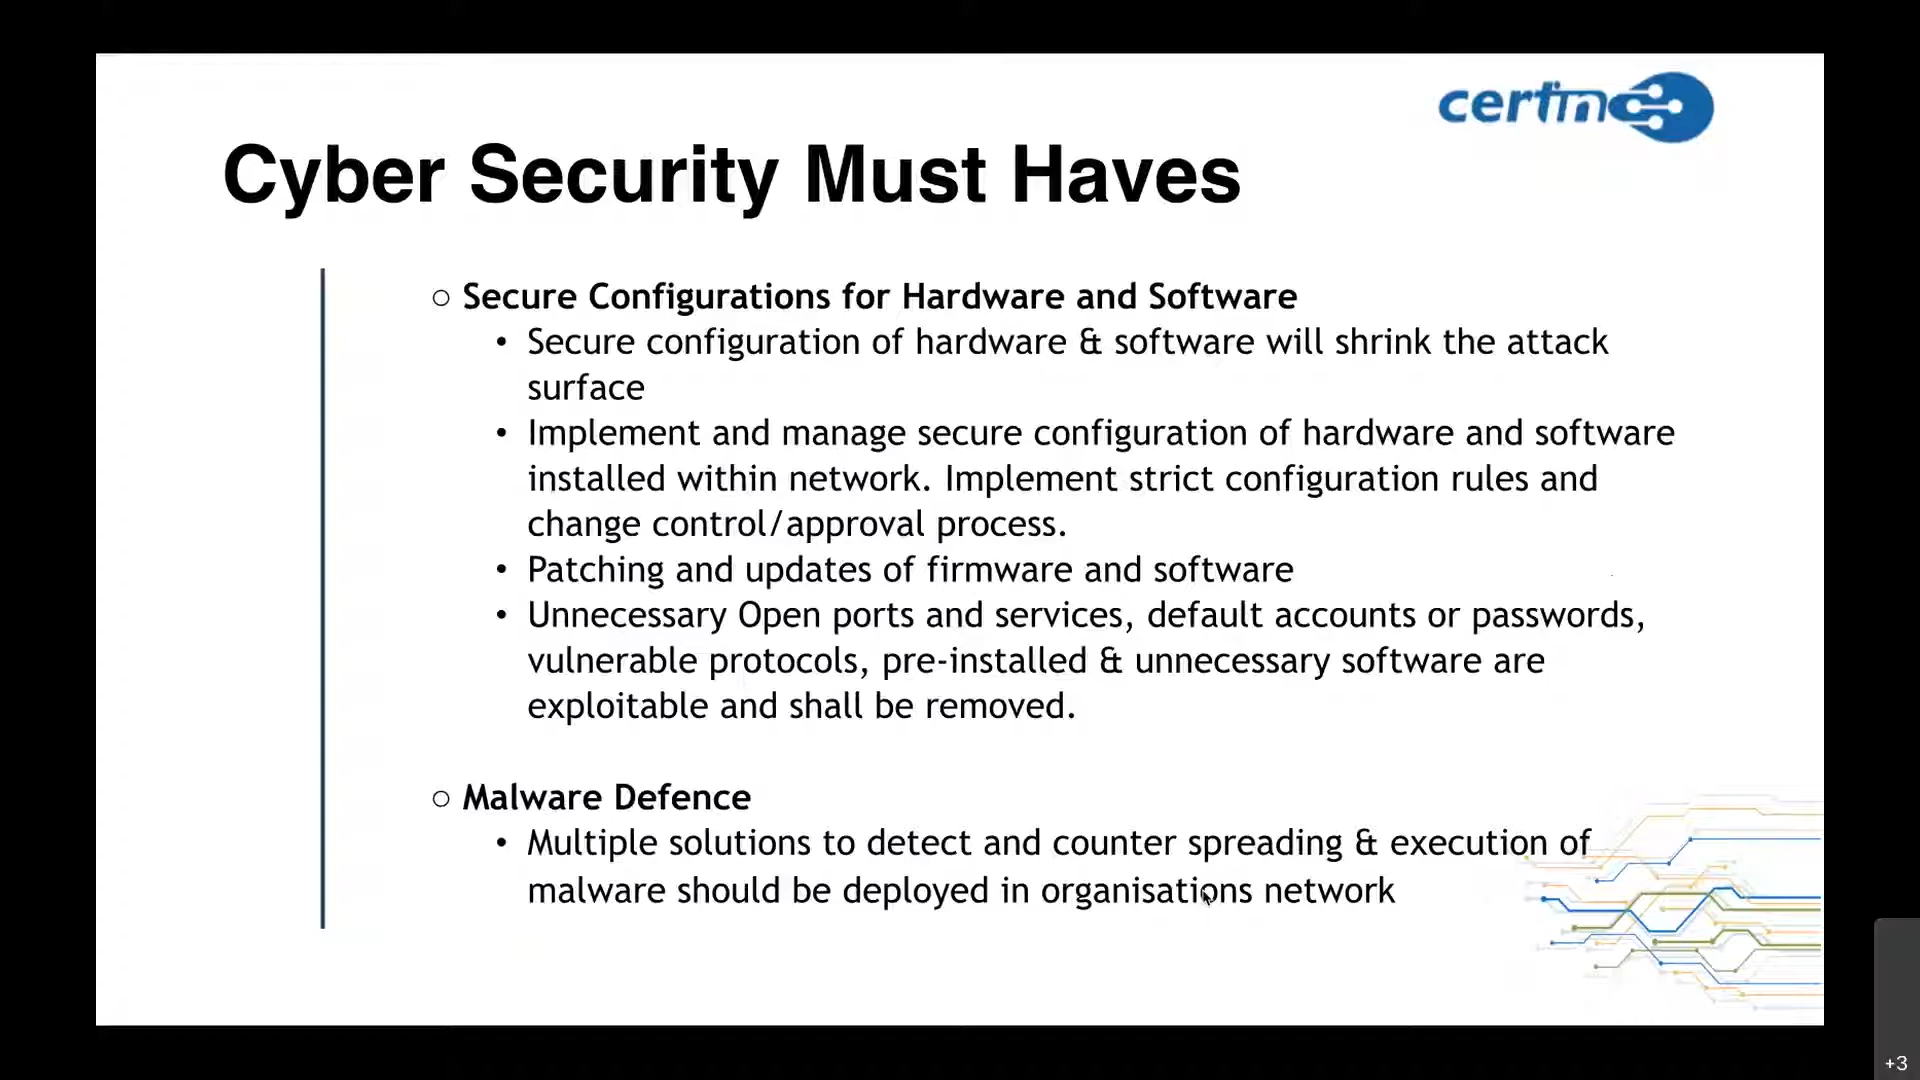 certin
Cyber Security Must Haves
○ Secure Configurations for Hardware and Software
• Secure configuration of hardware & software will shrink the attack
surface
• Implement and manage secure configuration of hardware and software
installed within network. Implement strict configuration rules and
change control/approval process.
• Patching and updates of firmware and software
• Unnecessary Open ports and services, default accounts or passwords,
vulnerable protocols, pre-installed & unnecessary software are
exploitable and shall be removed.
○ Malware Defence
• Multiple solutions to detect and counter spreading & execution of
malware should be deployed in organisations network
+3